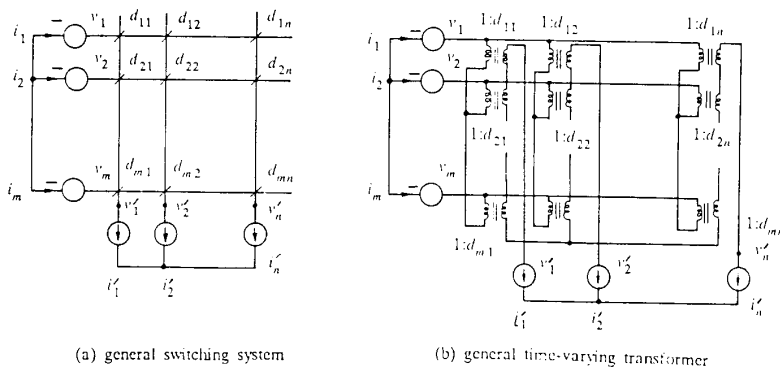 v₁ d₁₁ d₁₂ d₁ₙ
i₁
v₂ d₂₁ d₂₂ d₂ₙ
i₂
vₘ dₘ₁ dₘ₂ dₘₙ
iₘ
v′₁ v′₂ v′ₙ
i′₁ i′₂ i′ₙ
(a) general switching system
v₁ 1:d₁₁ 1:d₁₂ 1:d₁ₙ
i₁
v₂
i₂
1:d₂₁ 1:d₂₂ 1:d₂ₙ
vₘ
iₘ
1:dₘ₁ 1:dₘₙ
v′₁ v′₂ v′ₙ
i′₁ i′₂ i′ₙ
(b) general time-varying transformer